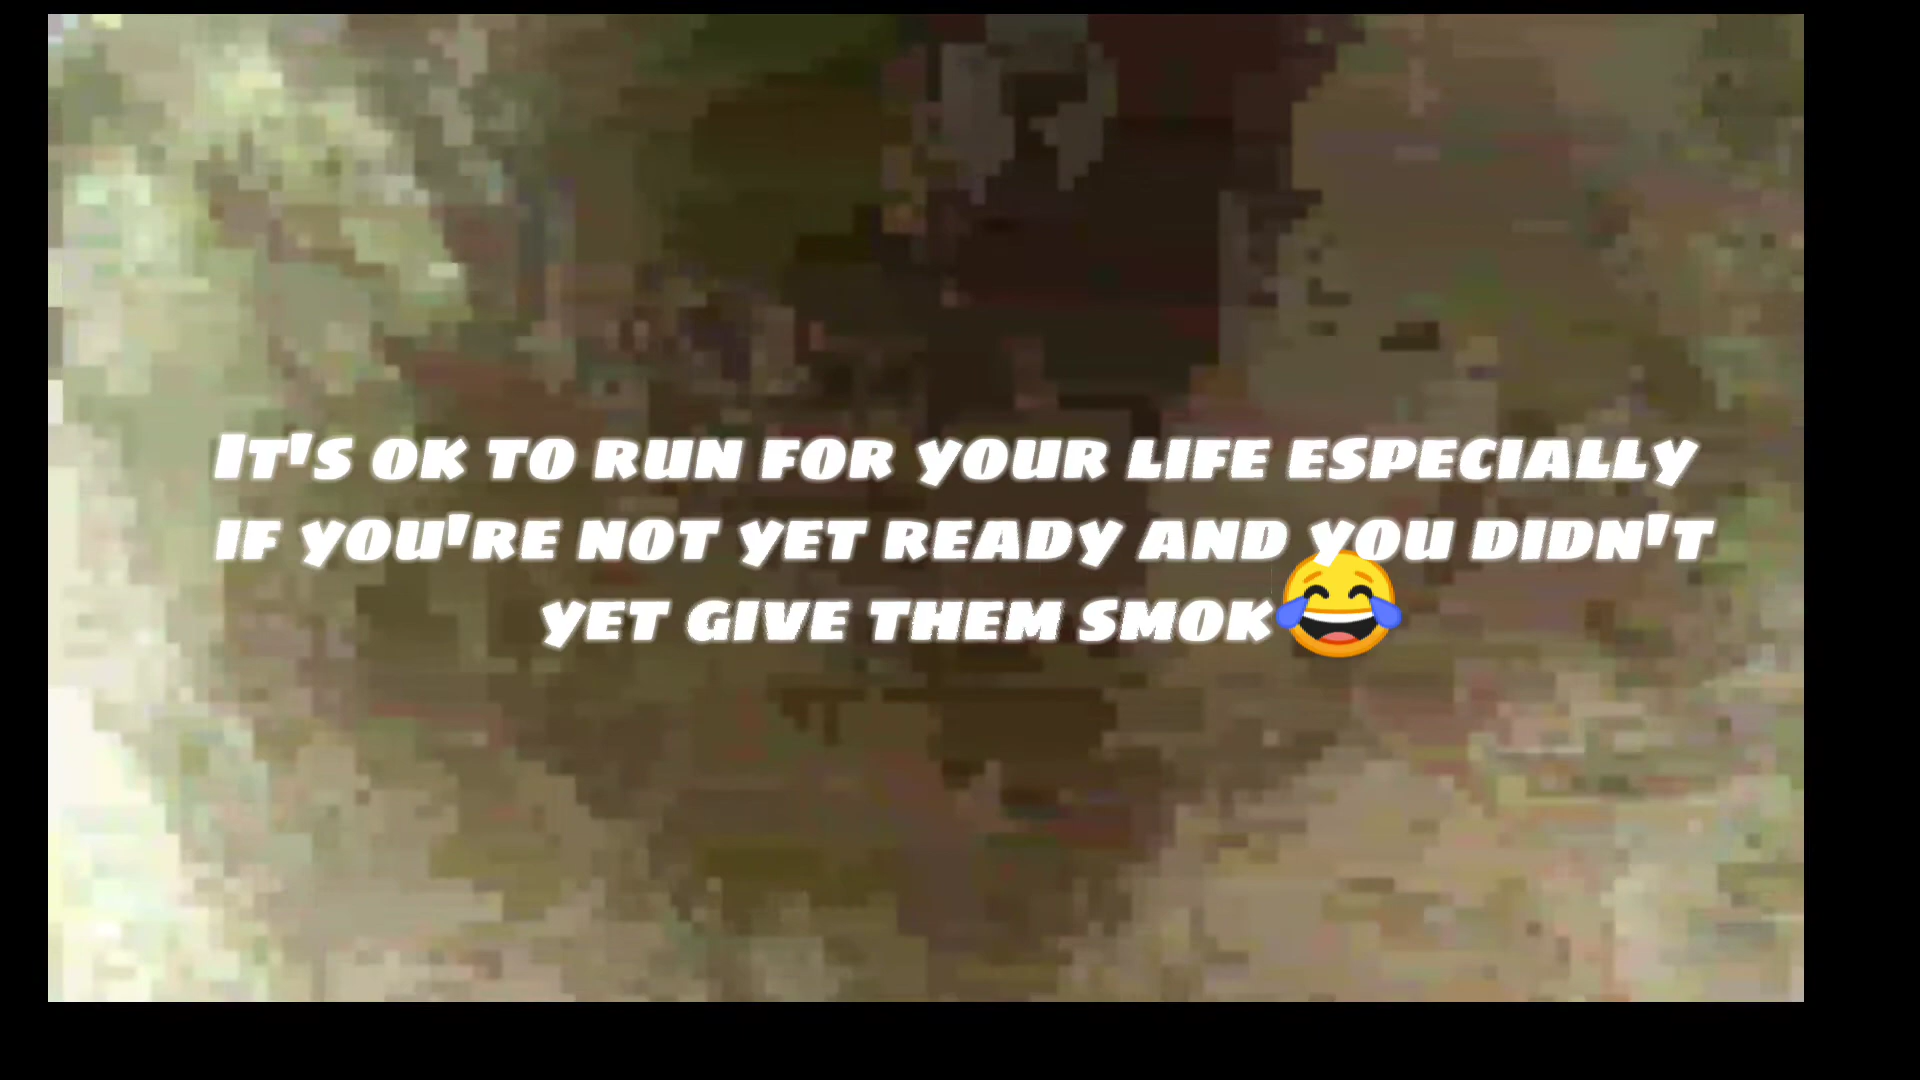 It's ok to run for your life especially
if you're not yet ready and you didn't
yet give them smok😂